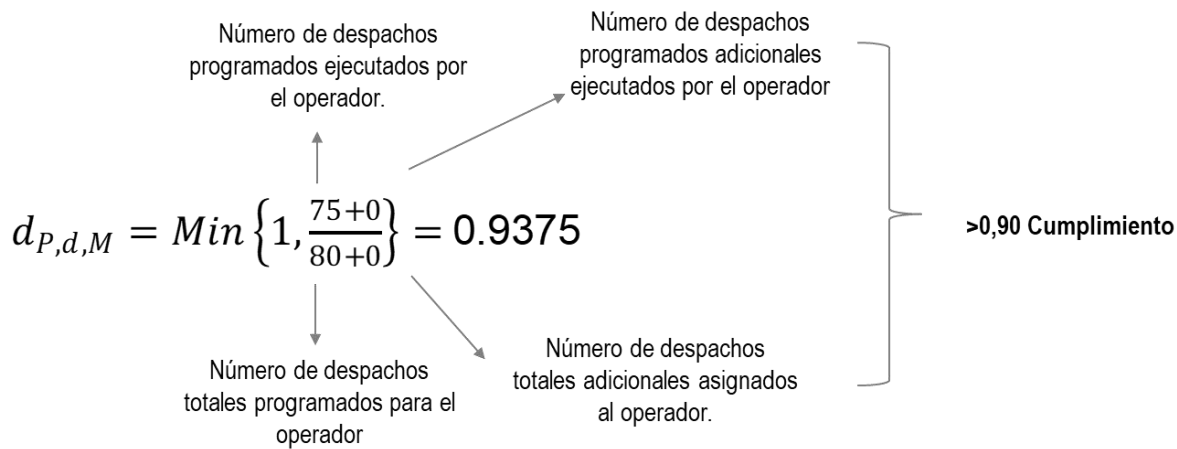 Número de despachos
programados ejecutados por
el operador.
Número de despachos
programados adicionales
ejecutados por el operador
d_{P,d,M} = Min{1, \frac{75+0}{80+0}} = 0.9375
>0,90 Cumplimiento
Número de despachos
totales programados para el
operador
Número de despachos
totales adicionales asignados
al operador.